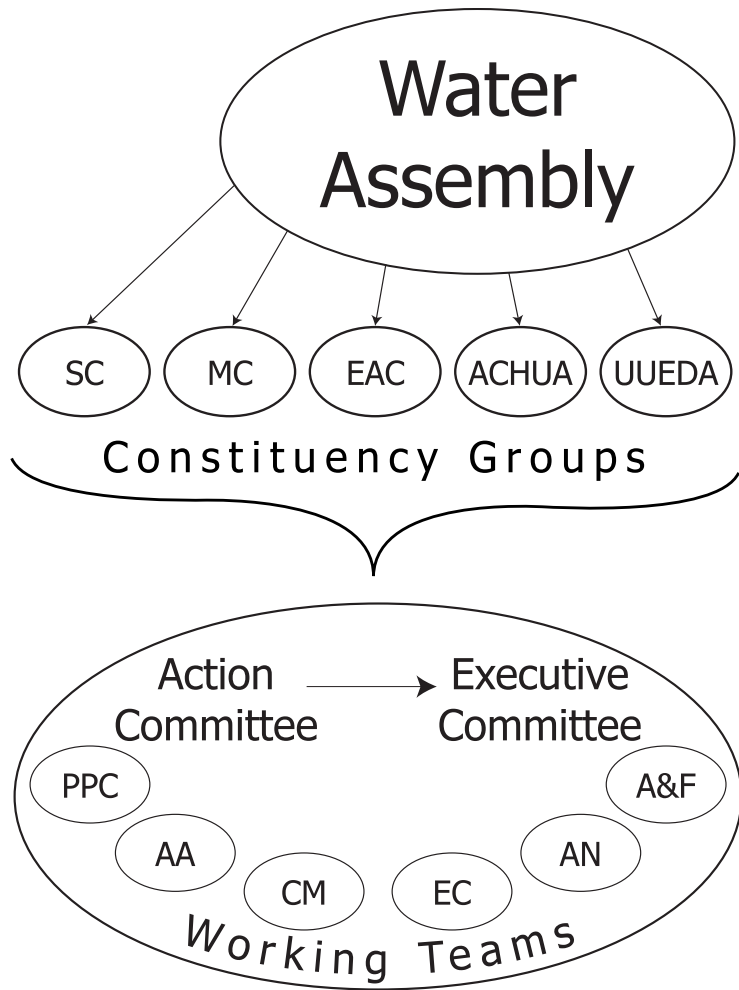 Water
Assembly
SC MC EAC ACHUA UUEDA
Constituency Groups
Action Executive
Committee Committee
PPC A&F
AA AN
CM EC
Working Teams